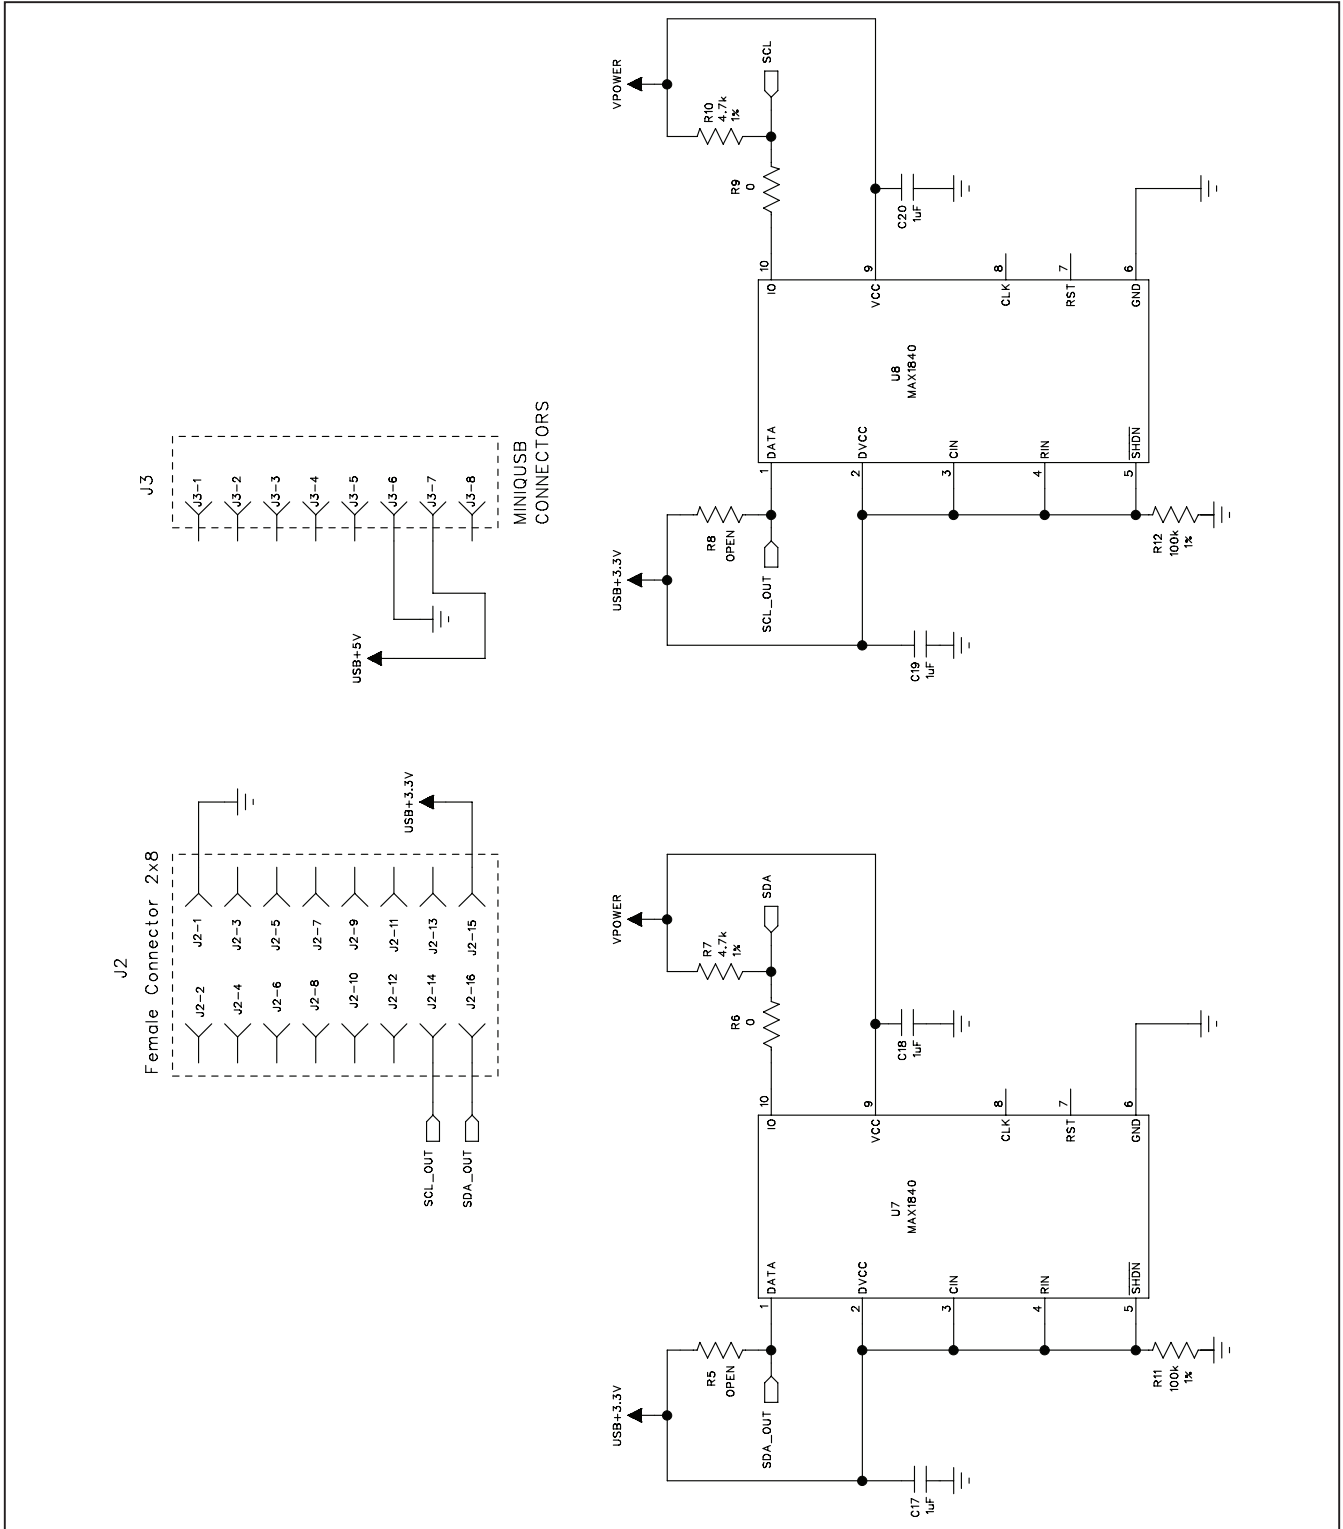 J2
Female Connector 2x8
J2-2
J2-1
J2-4
J2-3
J2-6
J2-5
J2-8
J2-7
J2-10
J2-9
J2-12
J2-11
J2-14
J2-13
J2-16
J2-15
SCL_OUT
SDA_OUT
USB+3.3V
J3
J3-1
J3-2
J3-3
J3-4
J3-5
J3-6
J3-7
J3-8
MINIQUSB
CONNECTORS
USB+5V
USB+3.3V
R5
OPEN
SDA_OUT
C17
1uF
1
DATA
2
DVCC
3
CIN
4
RIN
5
SHDN
R11
100k
1%
U7
MAX1840
10
IO
9
VCC
8
CLK
7
RST
6
GND
VPOWER
R7
4.7k
1%
SDA
R6
0
C18
1uF
USB+3.3V
R8
OPEN
SCL_OUT
C19
1uF
1
DATA
2
DVCC
3
CIN
4
RIN
5
SHDN
R12
100k
1%
U8
MAX1840
10
IO
9
VCC
8
CLK
7
RST
6
GND
VPOWER
R10
4.7k
1%
SCL
R9
0
C20
1uF